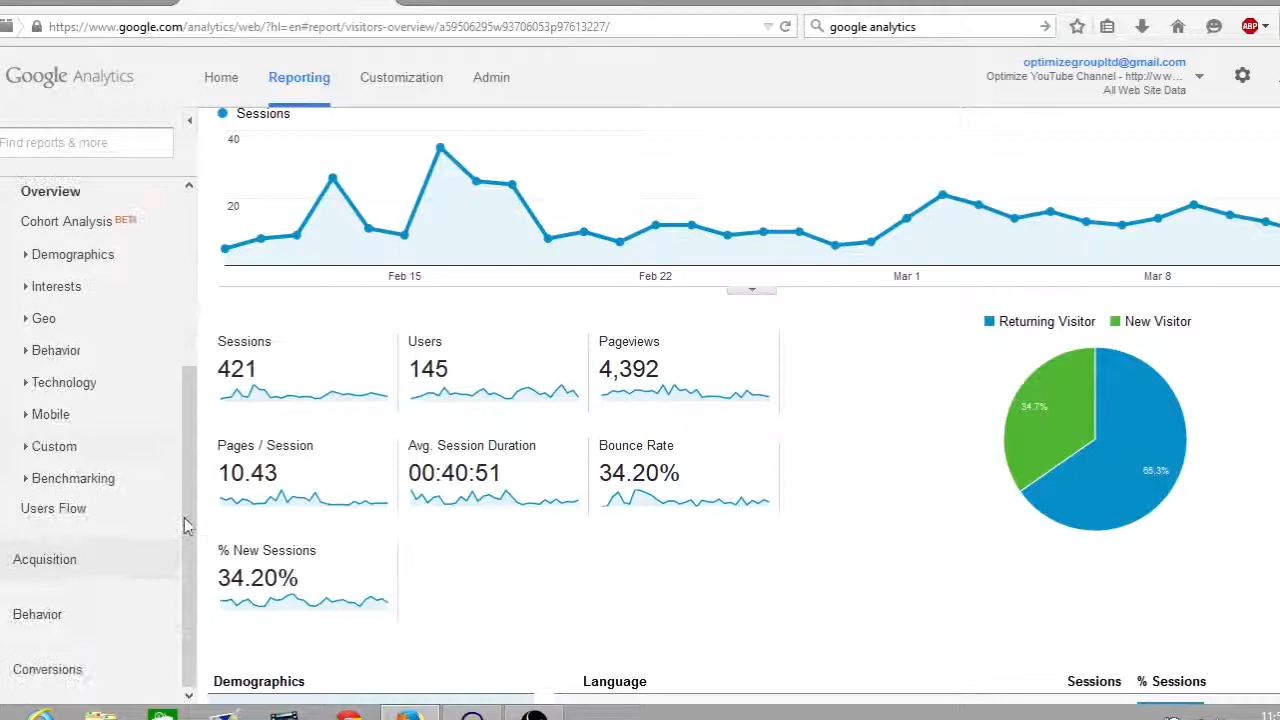 https://www.google.com/analytics/web/?hl=en#report/visitors-overview/a59506295w93706053p97613227/
google analytics
ABP
Google Analytics
Home
Reporting
Customization
Admin
optimizegroupltd@gmail.com
Optimize YouTube Channel - http://ww...
All Web Site Data
Find reports & more
Overview
Cohort Analysis BETA
Demographics
Interests
Geo
Behavior
Technology
Mobile
Custom
Benchmarking
Users Flow
Acquisition
Behavior
Conversions
Sessions
40
20
Feb 15
Feb 22
Mar 1
Mar 8
Sessions
421
Users
145
Pageviews
4,392
Pages / Session
10.43
Avg. Session Duration
00:40:51
Bounce Rate
34.20%
% New Sessions
34.20%
Returning Visitor
New Visitor
34.7%
65.3%
Demographics
Language
Sessions
% Sessions